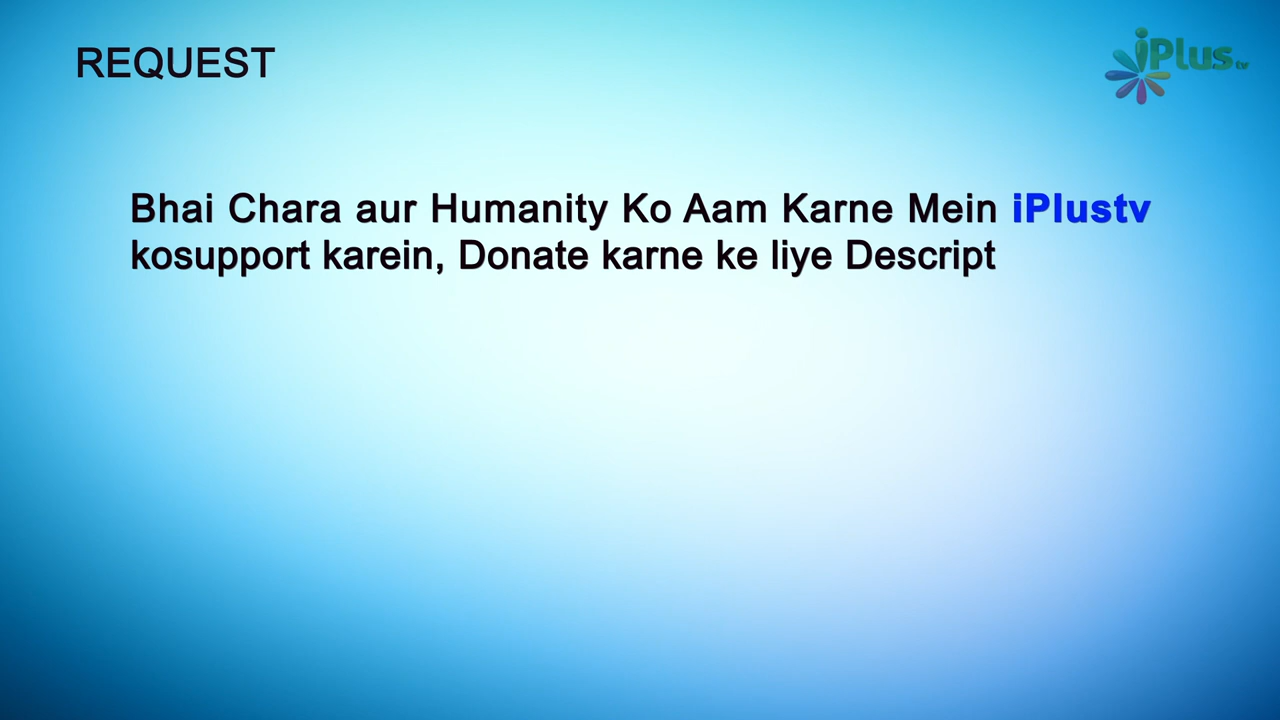 REQUEST
iPlus tv
Bhai Chara aur Humanity Ko Aam Karne Mein iPlustv
kosupport karein, Donate karne ke liye Descript